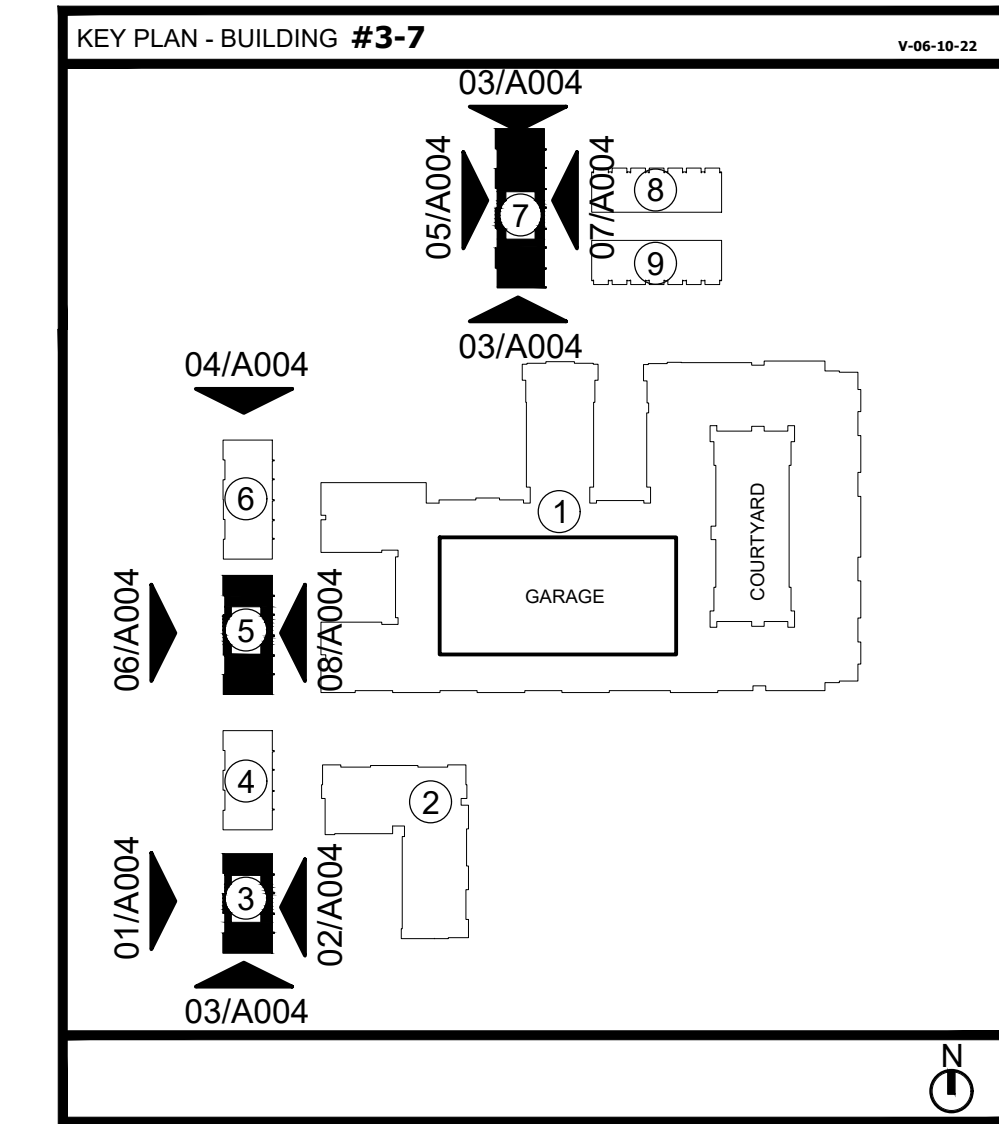 KEY PLAN - BUILDING #3-7
V-06-10-22
03/A004
05/A004
7
07/A004
8
9
03/A004
04/A004
6
1
COURTYARD
GARAGE
06/A004
5
08/A004
4
2
01/A004
3
02/A004
03/A004
N